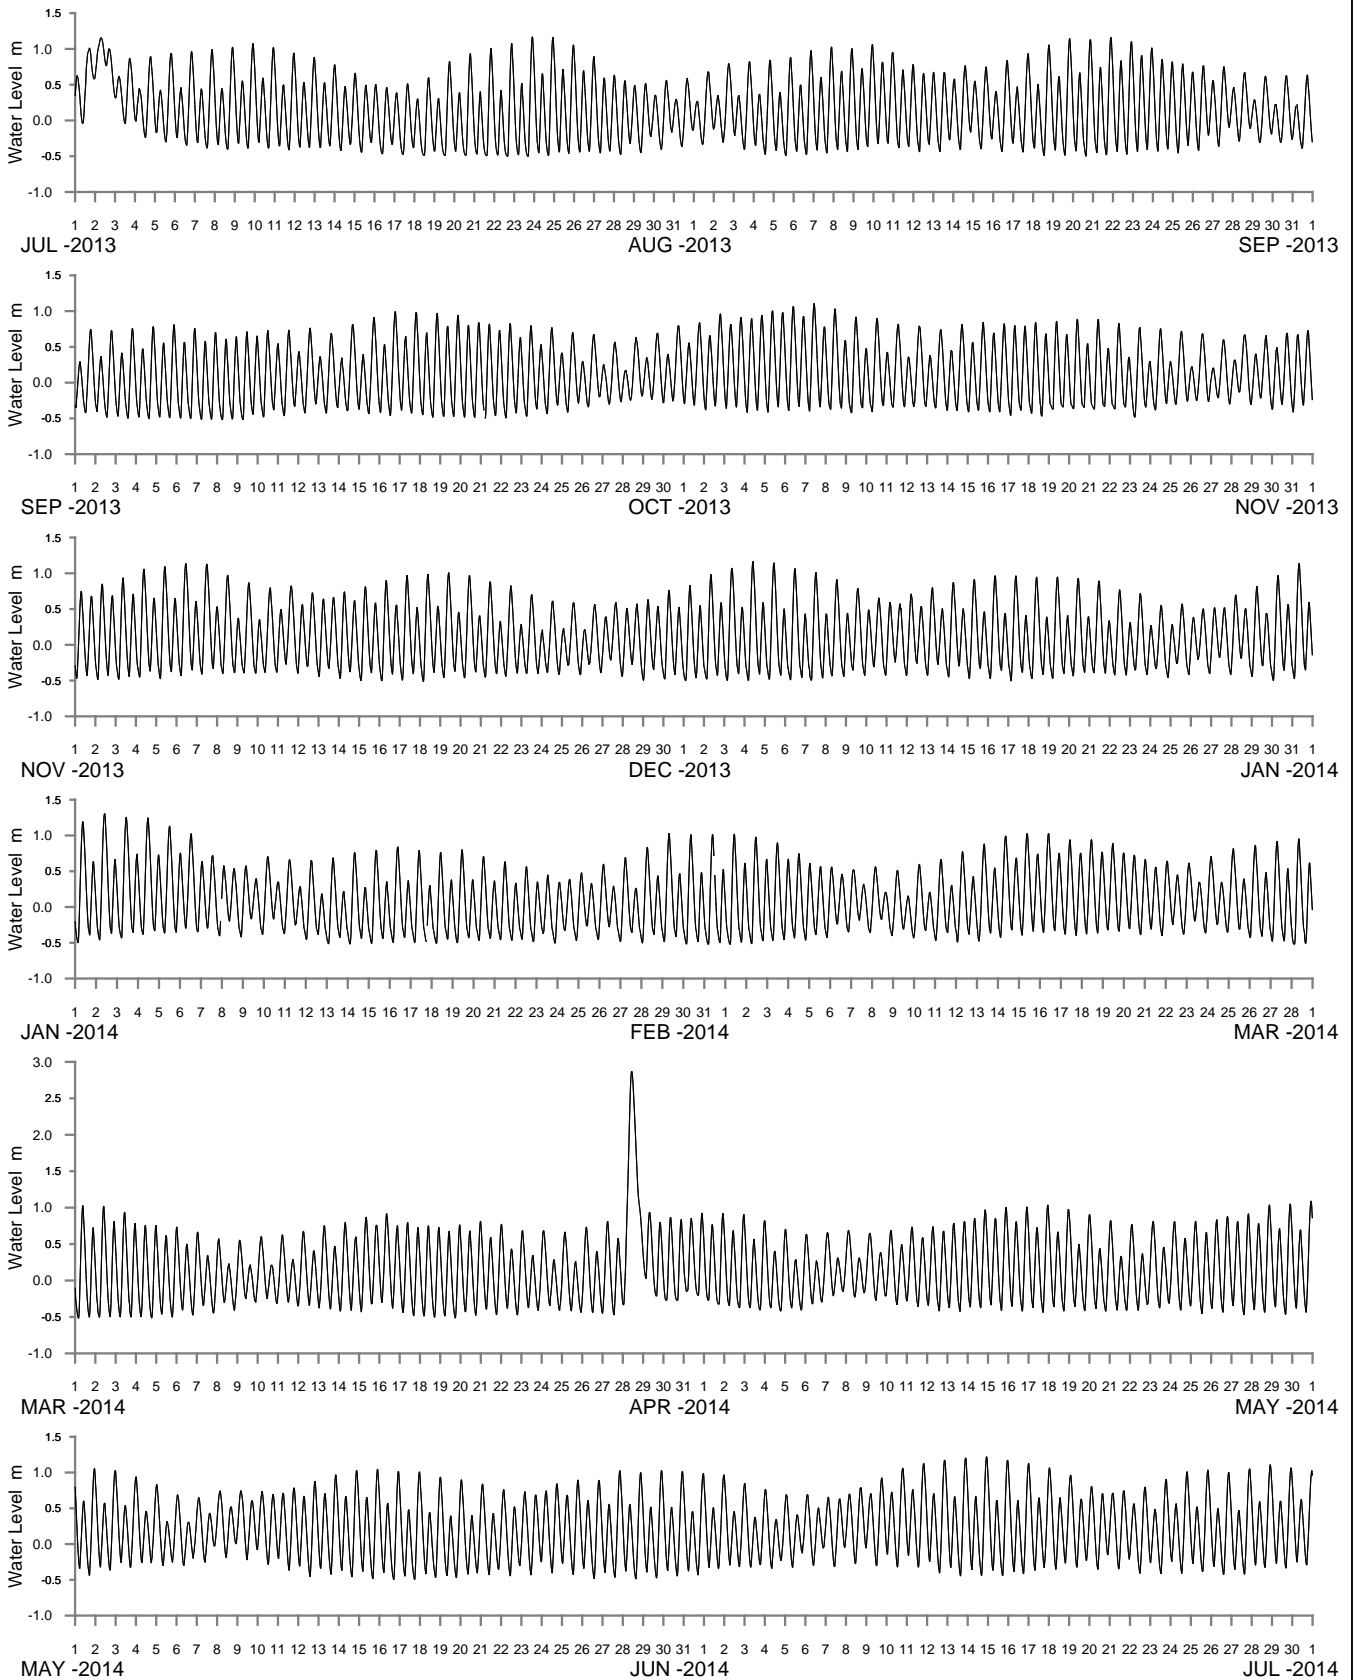 1.5
1.0
0.5
0.0
-0.5
-1.0
Water Level m
1 2 3 4 5 6 7 8 9 10 11 12 13 14 15 16 17 18 19 20 21 22 23 24 25 26 27 28 29 30 31 1 2 3 4 5 6 7 8 9 10 11 12 13 14 15 16 17 18 19 20 21 22 23 24 25 26 27 28 29 30 31 1
JUL -2013 AUG -2013 SEP -2013
1.5
1.0
0.5
0.0
-0.5
-1.0
Water Level m
1 2 3 4 5 6 7 8 9 10 11 12 13 14 15 16 17 18 19 20 21 22 23 24 25 26 27 28 29 30 1 2 3 4 5 6 7 8 9 10 11 12 13 14 15 16 17 18 19 20 21 22 23 24 25 26 27 28 29 30 31 1
SEP -2013 OCT -2013 NOV -2013
1.5
1.0
0.5
0.0
-0.5
-1.0
Water Level m
1 2 3 4 5 6 7 8 9 10 11 12 13 14 15 16 17 18 19 20 21 22 23 24 25 26 27 28 29 30 1 2 3 4 5 6 7 8 9 10 11 12 13 14 15 16 17 18 19 20 21 22 23 24 25 26 27 28 29 30 31 1
NOV -2013 DEC -2013 JAN -2014
1.5
1.0
0.5
0.0
-0.5
-1.0
Water Level m
1 2 3 4 5 6 7 8 9 10 11 12 13 14 15 16 17 18 19 20 21 22 23 24 25 26 27 28 29 30 31 1 2 3 4 5 6 7 8 9 10 11 12 13 14 15 16 17 18 19 20 21 22 23 24 25 26 27 28 1
JAN -2014 FEB -2014 MAR -2014
3.0
2.5
2.0
1.5
1.0
0.5
0.0
-0.5
-1.0
Water Level m
1 2 3 4 5 6 7 8 9 10 11 12 13 14 15 16 17 18 19 20 21 22 23 24 25 26 27 28 29 30 31 1 2 3 4 5 6 7 8 9 10 11 12 13 14 15 16 17 18 19 20 21 22 23 24 25 26 27 28 29 30 1
MAR -2014 APR -2014 MAY -2014
1.5
1.0
0.5
0.0
-0.5
-1.0
Water Level m
1 2 3 4 5 6 7 8 9 10 11 12 13 14 15 16 17 18 19 20 21 22 23 24 25 26 27 28 29 30 31 1 2 3 4 5 6 7 8 9 10 11 12 13 14 15 16 17 18 19 20 21 22 23 24 25 26 27 28 29 30 1
MAY -2014 JUN -2014 JUL -2014